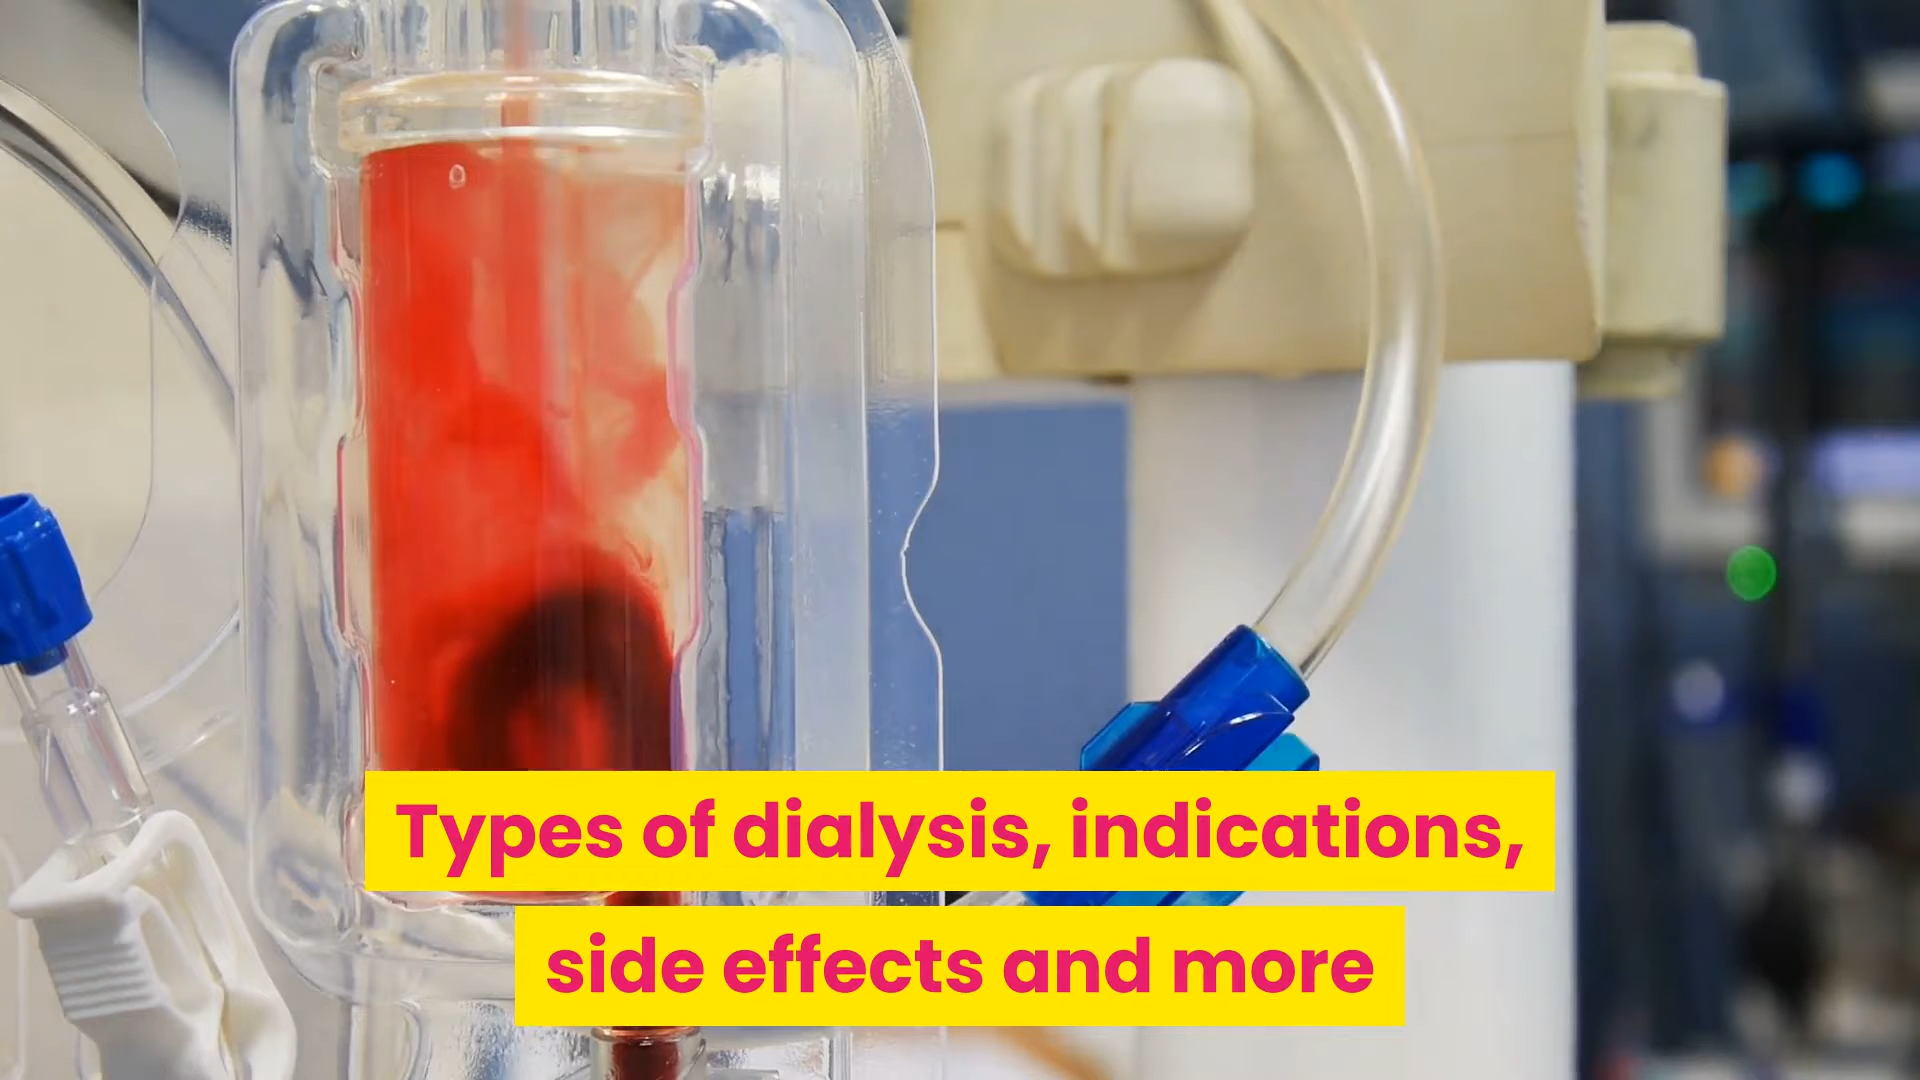 Types of dialysis, indications,
side effects and more